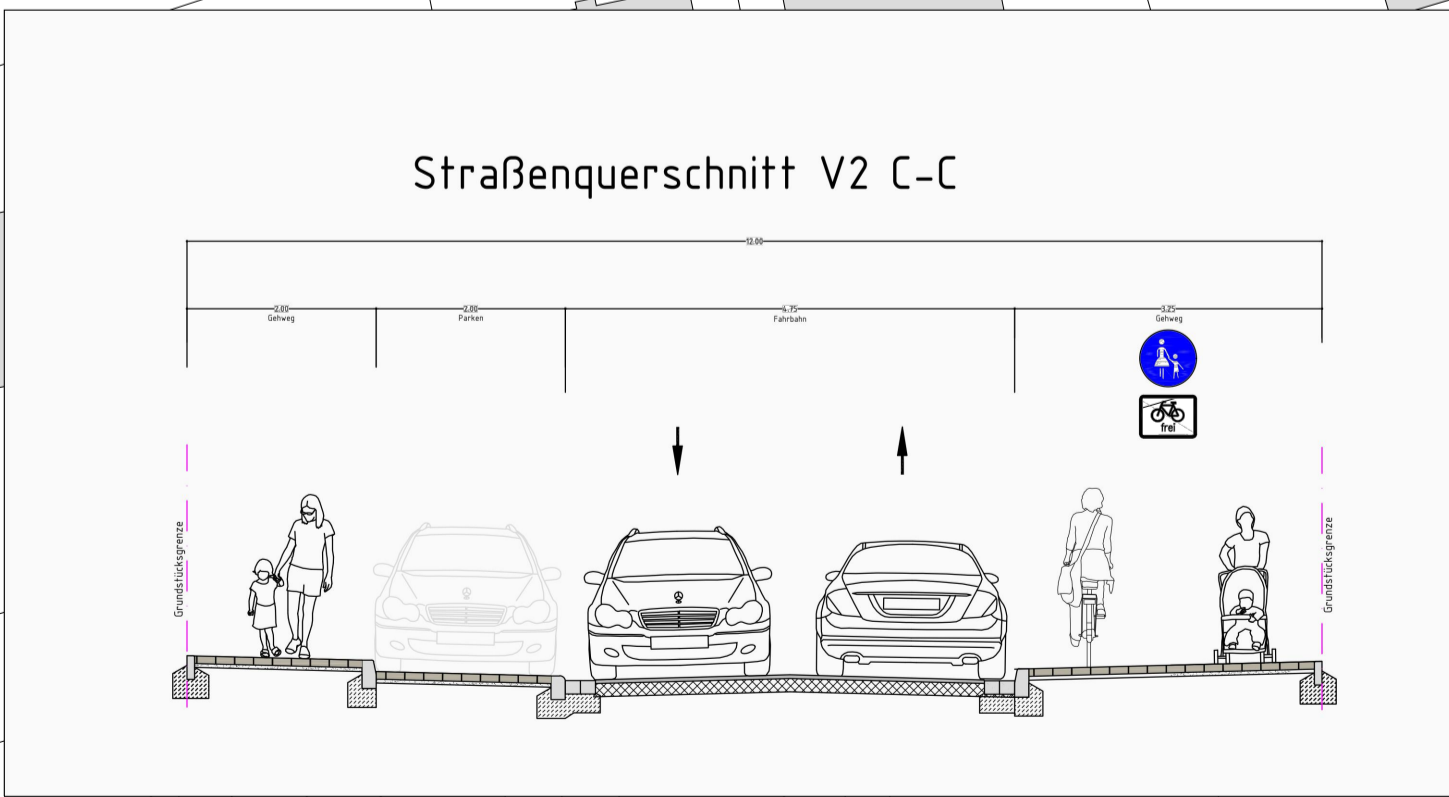 Straßenquerschnitt V2 C-C
12.00
2.00
Gehweg
2.00
Parken
4.75
Fahrbahn
3.25
Gehweg
frei
Grundstücksgrenze
Grundstücksgrenze